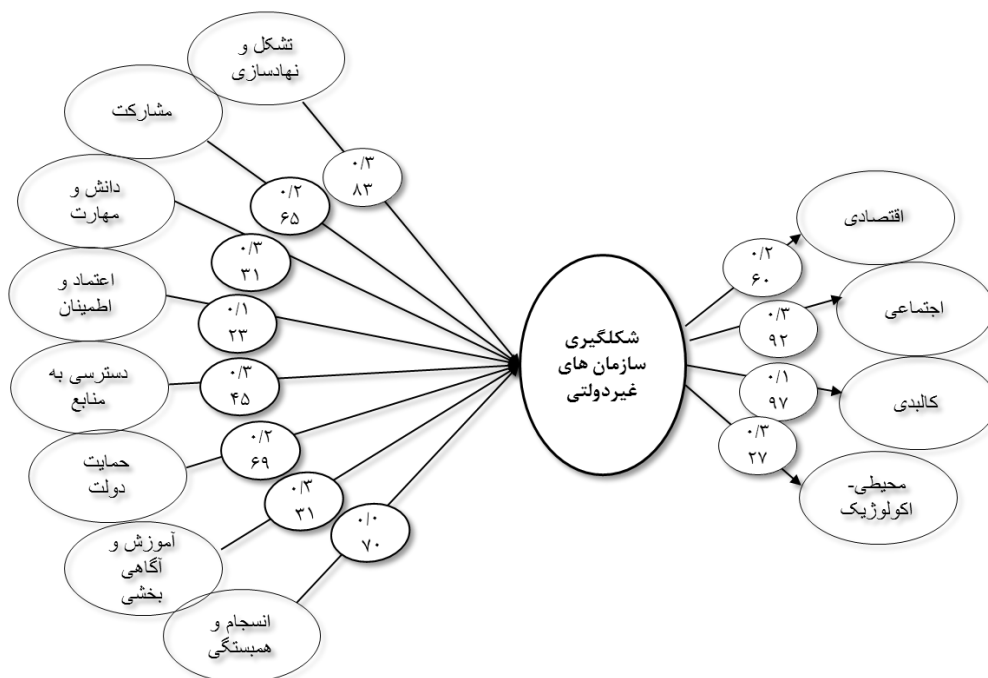 تشکل و
نهادسازی
مشارکت
دانش و
مهارت
اعتماد و
اطمینان
دسترسی به
منابع
حمایت
دولت
آموزش و
آگاهی
بخشی
انسجام و
همبستگی
۰/۳
۸۳
۰/۲
۶۵
۰/۳
۳۱
۰/۱
۲۳
۰/۳
۴۵
۰/۲
۶۹
۰/۳
۳۱
۰/۰
۷۰
شکلگیری
سازمان های
غیردولتی
۰/۲
۶۰
۰/۳
۹۲
۰/۱
۹۷
۰/۳
۲۷
اقتصادی
اجتماعی
کالبدی
محیطی-
اکولوژیک